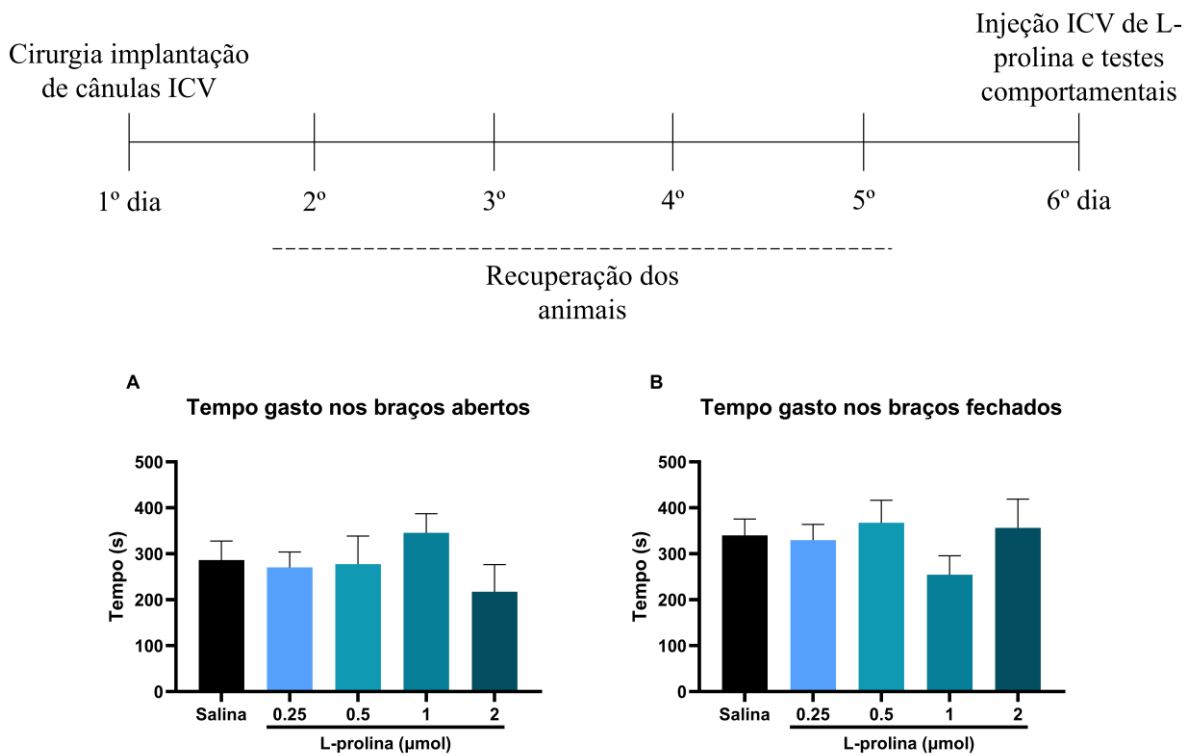 Cirurgia implantação
de cânulas ICV
Injeção ICV de L-
prolina e testes
comportamentais
1º dia
2º
3º
4º
5º
6º dia
Recuperação dos
animais
A
Tempo gasto nos braços abertos
Tempo (s)
500
400
300
200
100
0
Salina
0.25
0.5
1
2
L-prolina (µmol)
B
Tempo gasto nos braços fechados
Tempo (s)
500
400
300
200
100
0
Salina
0.25
0.5
1
2
L-prolina (µmol)